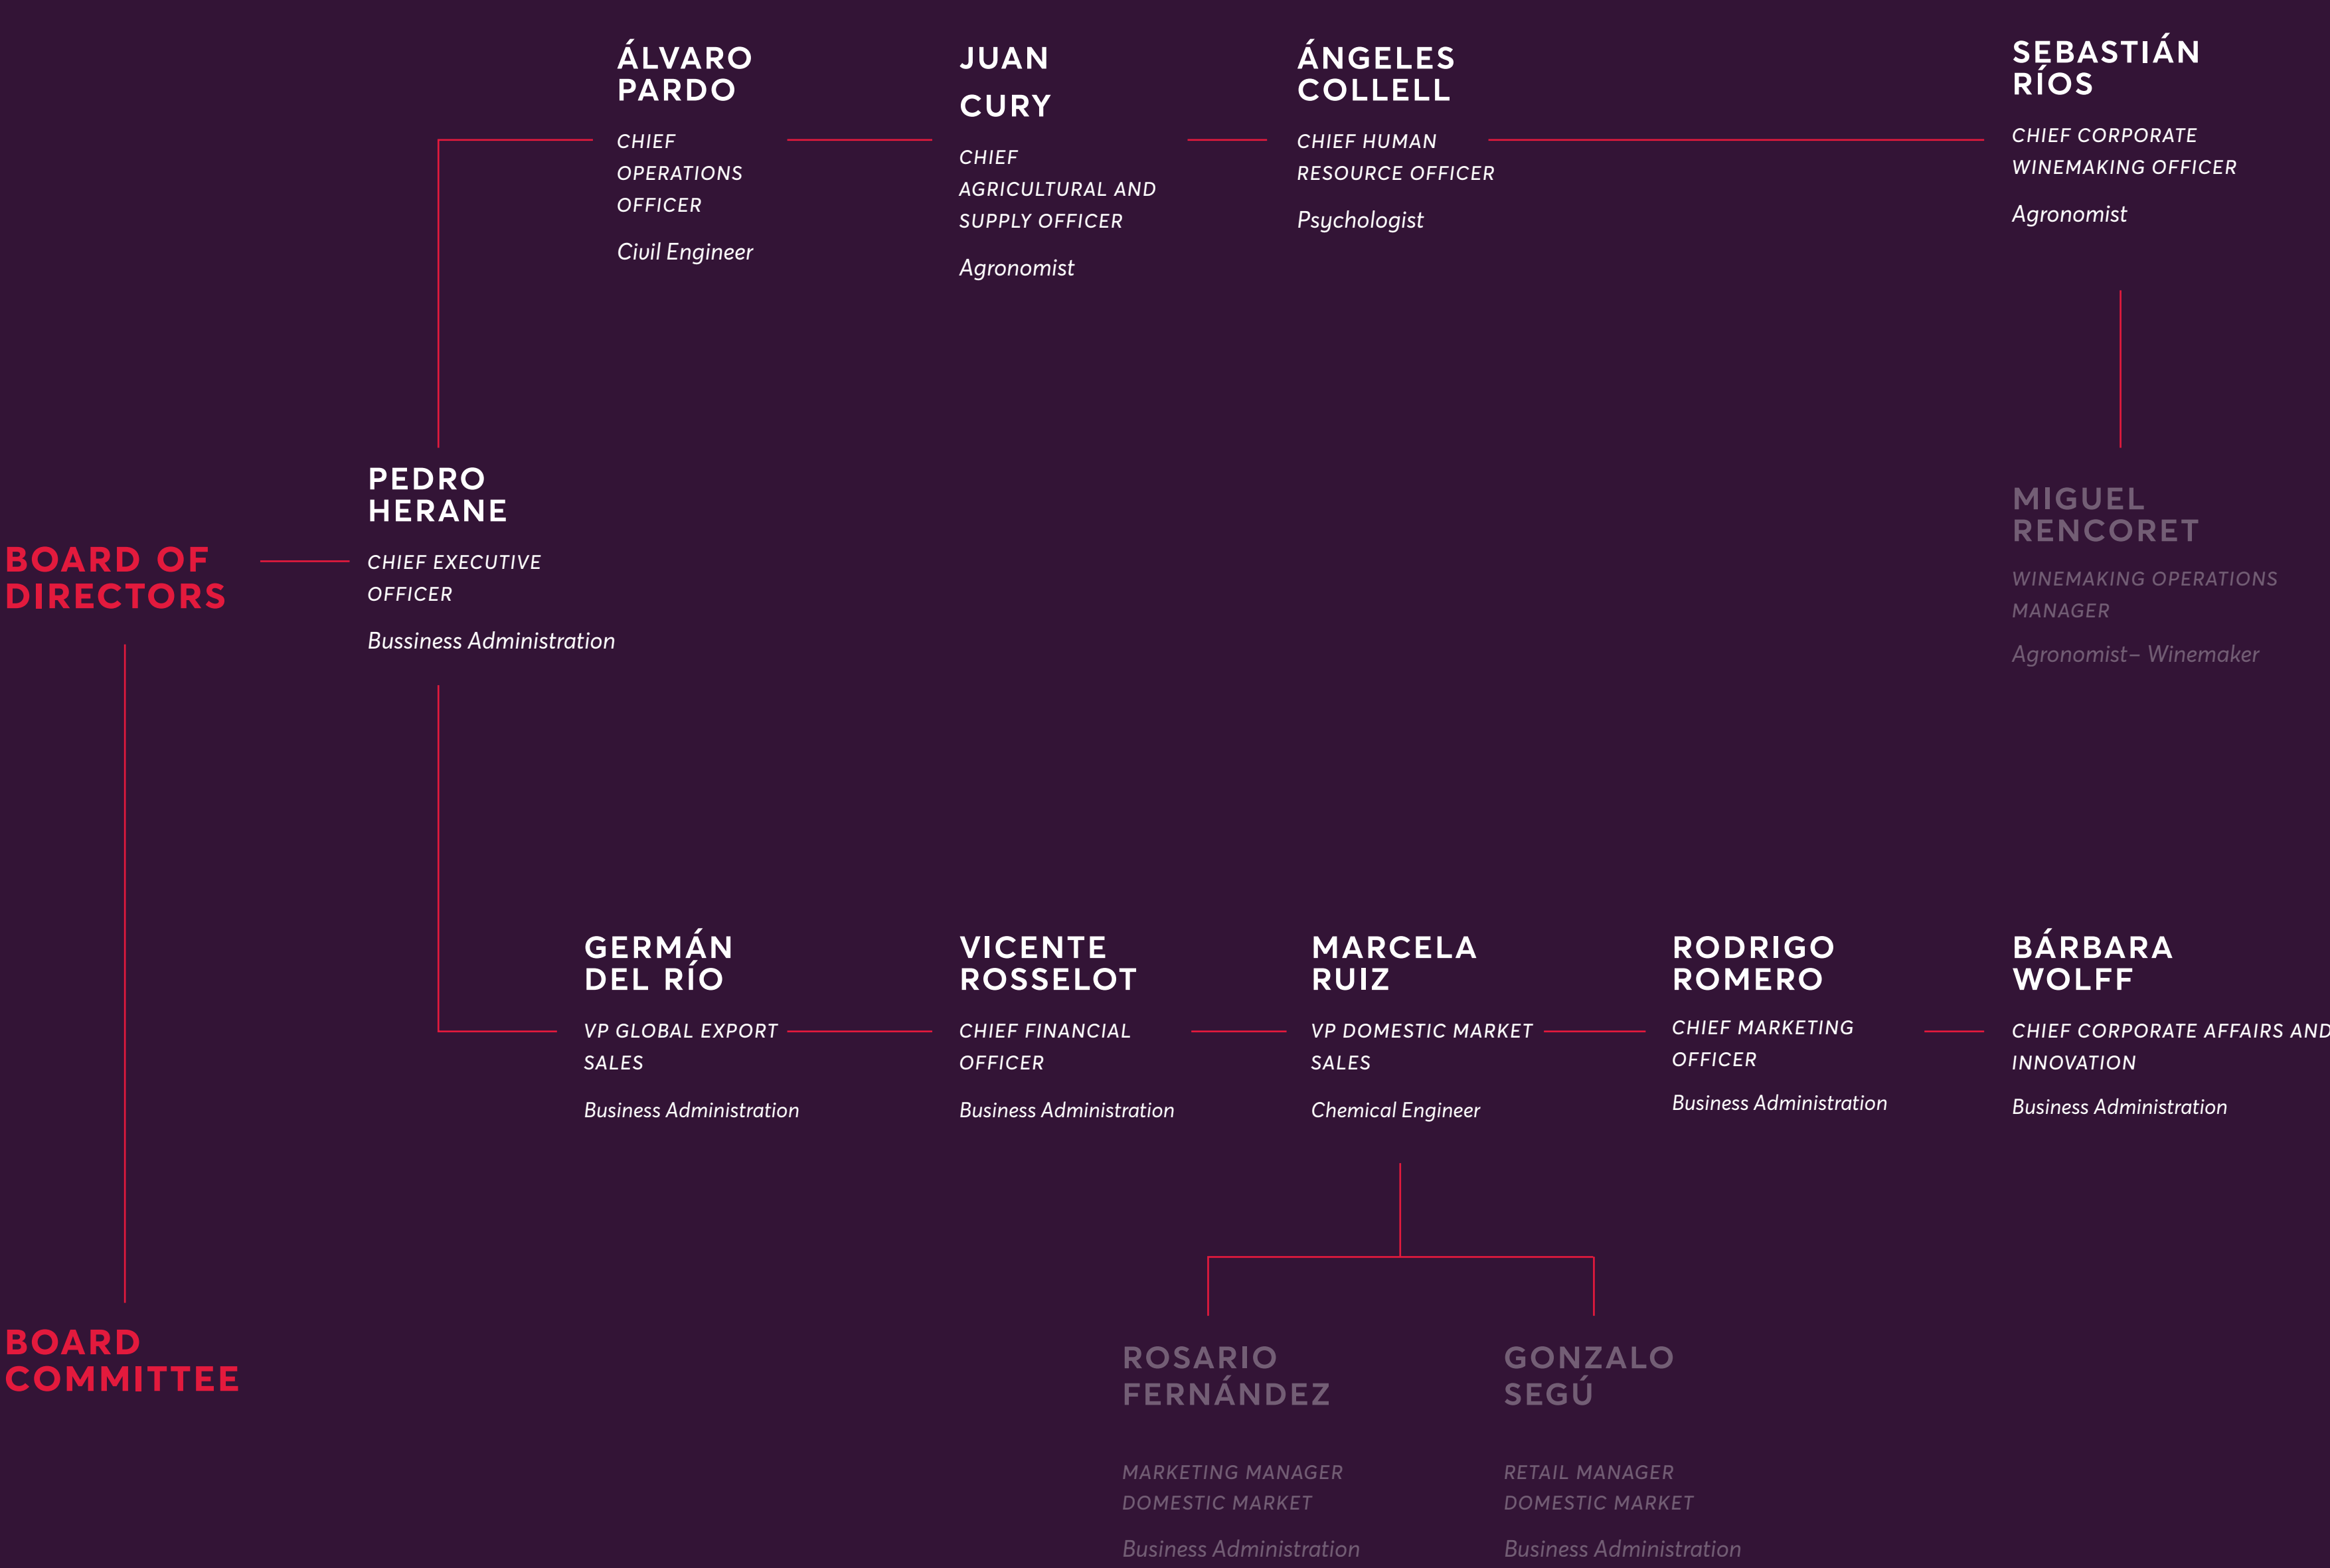 ÁLVARO
PARDO
CHIEF
OPERATIONS
OFFICER
Civil Engineer
JUAN
CURY
CHIEF
AGRICULTURAL AND
SUPPLY OFFICER
Agronomist
ÁNGELES
COLLELL
CHIEF HUMAN
RESOURCE OFFICER
Psychologist
SEBASTIÁN
RÍOS
CHIEF CORPORATE
WINEMAKING OFFICER
Agronomist
BOARD OF
DIRECTORS
PEDRO
HERANE
CHIEF EXECUTIVE
OFFICER
Bussiness Administration
MIGUEL
RENCORET
WINEMAKING OPERATIONS
MANAGER
Agronomist– Winemaker
GERMÁN
DEL RÍO
VP GLOBAL EXPORT
SALES
Business Administration
VICENTE
ROSSELOT
CHIEF FINANCIAL
OFFICER
Business Administration
MARCELA
RUIZ
VP DOMESTIC MARKET
SALES
Chemical Engineer
RODRIGO
ROMERO
CHIEF MARKETING
OFFICER
Business Administration
BÁRBARA
WOLFF
CHIEF CORPORATE AFFAIRS AND
INNOVATION
Business Administration
BOARD
COMMITTEE
ROSARIO
FERNÁNDEZ
MARKETING MANAGER
DOMESTIC MARKET
Business Administration
GONZALO
SEGÚ
RETAIL MANAGER
DOMESTIC MARKET
Business Administration